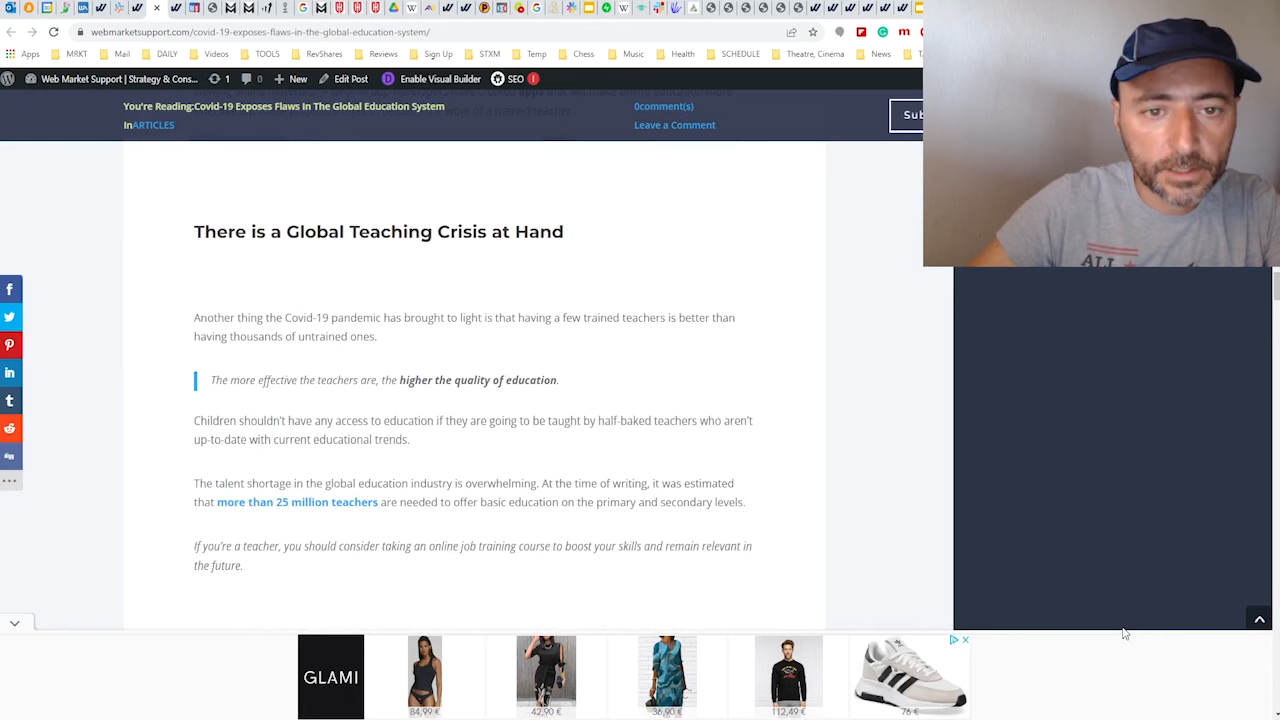 webmarketsupport.com/covid-19-exposes-flaws-in-the-global-education-system/
Apps MRKT Mail DAILY Videos TOOLS RevShares Reviews Sign Up STXM Temp Chess Music Health SCHEDULE Theatre, Cinema News
Web Market Support | Strategy & Cons... 1 0 New Edit Post Enable Visual Builder SEO
You're Reading:Covid-19 Exposes Flaws In The Global Education System
InARTICLES
0comment(s)
Leave a Comment
Sub
There is a Global Teaching Crisis at Hand
Another thing the Covid-19 pandemic has brought to light is that having a few trained teachers is better than
having thousands of untrained ones.
The more effective the teachers are, the higher the quality of education.
Children shouldn't have any access to education if they are going to be taught by half-baked teachers who aren't
up-to-date with current educational trends.
The talent shortage in the global education industry is overwhelming. At the time of writing, it was estimated
that more than 25 million teachers are needed to offer basic education on the primary and secondary levels.
If you're a teacher, you should consider taking an online job training course to boost your skills and remain relevant in
the future.
ALL
GLAMI
84,99 € 42,90 € 36,90 € 112,49 € 76 €